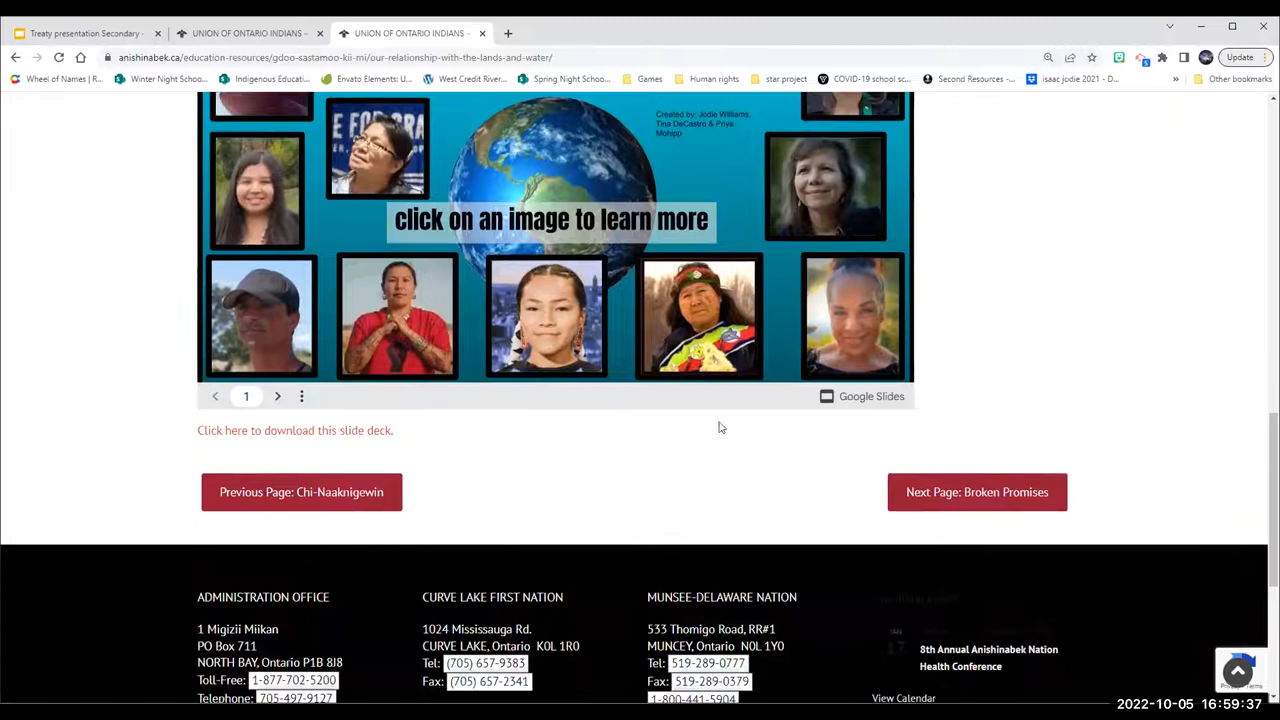 Treaty presentation Secondary -
UNION OF ONTARIO INDIANS -
UNION OF ONTARIO INDIANS -
anishinabek.ca/education-resources/gdoo-sastamoo-kii-mi/our-relationship-with-the-lands-and-water/
Update
Wheel of Names | R...
Winter Night Schoo...
Indigenous Educati...
Envato Elements: U...
West Credit River...
Spring Night Schoo...
Games
Human rights
star project
COVID-19 school sc...
Second Resources -...
isaac jodie 2021 - D...
»
Other bookmarks
Created by: Jodie Williams,
Tina DeCastro & Priya
Mohipp
click on an image to learn more
1
Google Slides
Click here to download this slide deck.
Previous Page: Chi-Naaknigewin
Next Page: Broken Promises
ADMINISTRATION OFFICE
1 Migizii Miikan
PO Box 711
NORTH BAY, Ontario P1B 8J8
Toll-Free: 1-877-702-5200
Telephone: 705-497-9127
CURVE LAKE FIRST NATION
1024 Mississauga Rd.
CURVE LAKE, Ontario K0L 1R0
Tel: (705) 657-9383
Fax: (705) 657-2341
MUNSEE-DELAWARE NATION
533 Thomigo Road, RR#1
MUNCEY, Ontario N0L 1Y0
Tel: 519-289-0777
Fax: 519-289-0379
1-800-441-5904
JAN
17
8th Annual Anishinabek Nation
Health Conference
View Calendar
Privacy - Terms
2022-10-05 16:59:37